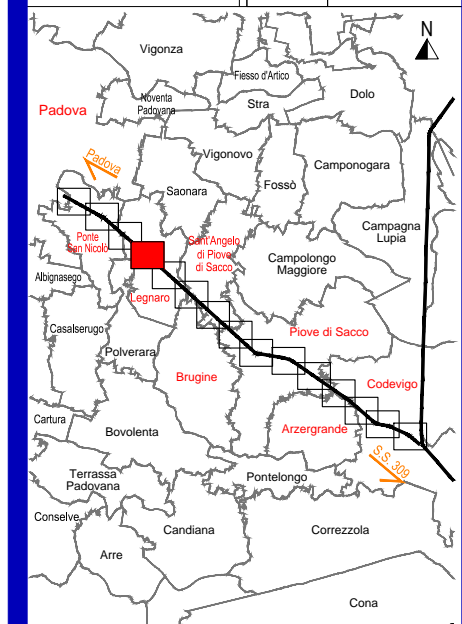 N
Vigonza
Fiesso d'Artico
Dolo
Noventa
Padovana
Stra
Padova
Padova
Vigonovo
Camponogara
Saonara
Fossò
Campagna
Lupia
Ponte
San Nicolò
Sant'Angelo
di Piove
di Sacco
Campolongo
Maggiore
Albignasego
Legnaro
Casalserugo
Piove di Sacco
Polverara
Brugine
Codevigo
Cartura
Bovolenta
Arzergrande
S.S. 309
Terrassa
Padovana
Pontelongo
Conselve
Candiana
Correzzola
Arre
Cona